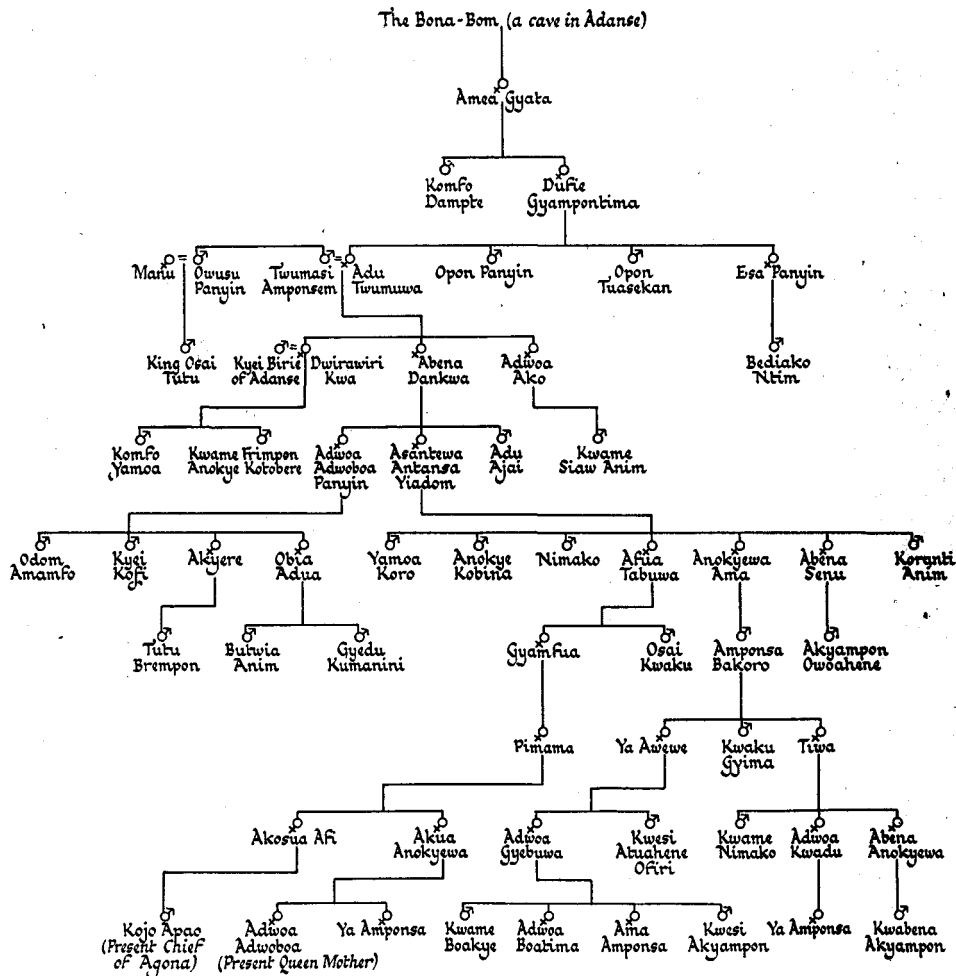 The Bona-Bom (a cave in Adanse)
Amea Gyata
Komfo
Dampte
Dufie
Gyampontima
Manu =
Owusu
Panyin
Twumasi =
Amponsem
Adu
Twumuwa
Opon Panyin
Opon
Tuasekan
Esa Panyin
King Osai
Tutu
Kyei Birie =
of Adanse
Dwirawiri
Kwa
Abena
Dankwa
Adwoa
Ako
Bediako
Ntim
Komfo
Yamoa
Kwame Frimpon
Anokye Kotobere
Adwoa
Adwoboa
Panyin
Asantewa
Antansa
Yiadom
Adu
Ajai
Kwame
Siaw Anim
Odom
Amamfo
Kyei
Kofi
Akyere
Obia
Adua
Yamoa
Koro
Anokye
Kobina
Nimako
Afua
Tabuwa
Anokyewa
Ama
Abena
Senu
Korynti
Anim
Tutu
Brempon
Butwia
Anim
Gyedu
Kumanini
Gyamfua
Osai
Kwaku
Amponsa
Bakoro
Akyampon
Owoahene
Pimama
Ya Awewe
Kwaku
Gyima
Tiwa
Akosua Afi
Akua
Anokyewa
Adwoa
Gyebuwa
Kwesi
Atuahene
Ofiri
Kwame
Nimako
Adwoa
Kwadu
Abena
Anokyewa
Kojo Apao
(Present Chief
of Agona)
Adwoa
Adwoboa
(Present Queen Mother)
Ya Amponsa
Kwame
Boakye
Adwoa
Boatima
Ama
Amponsa
Kwesi
Akyampon
Ya Amponsa
Kwabena
Akyampon